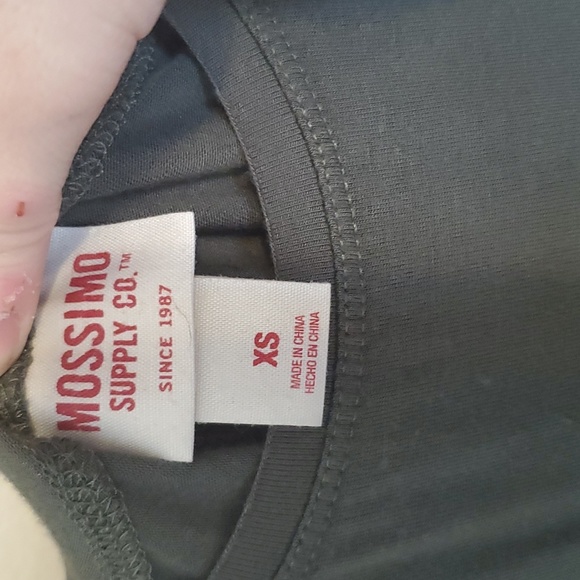 MOSSIMO
SUPPLY CO.™
SINCE 1987
XS
MADE IN CHINA
HECHO EN CHINA